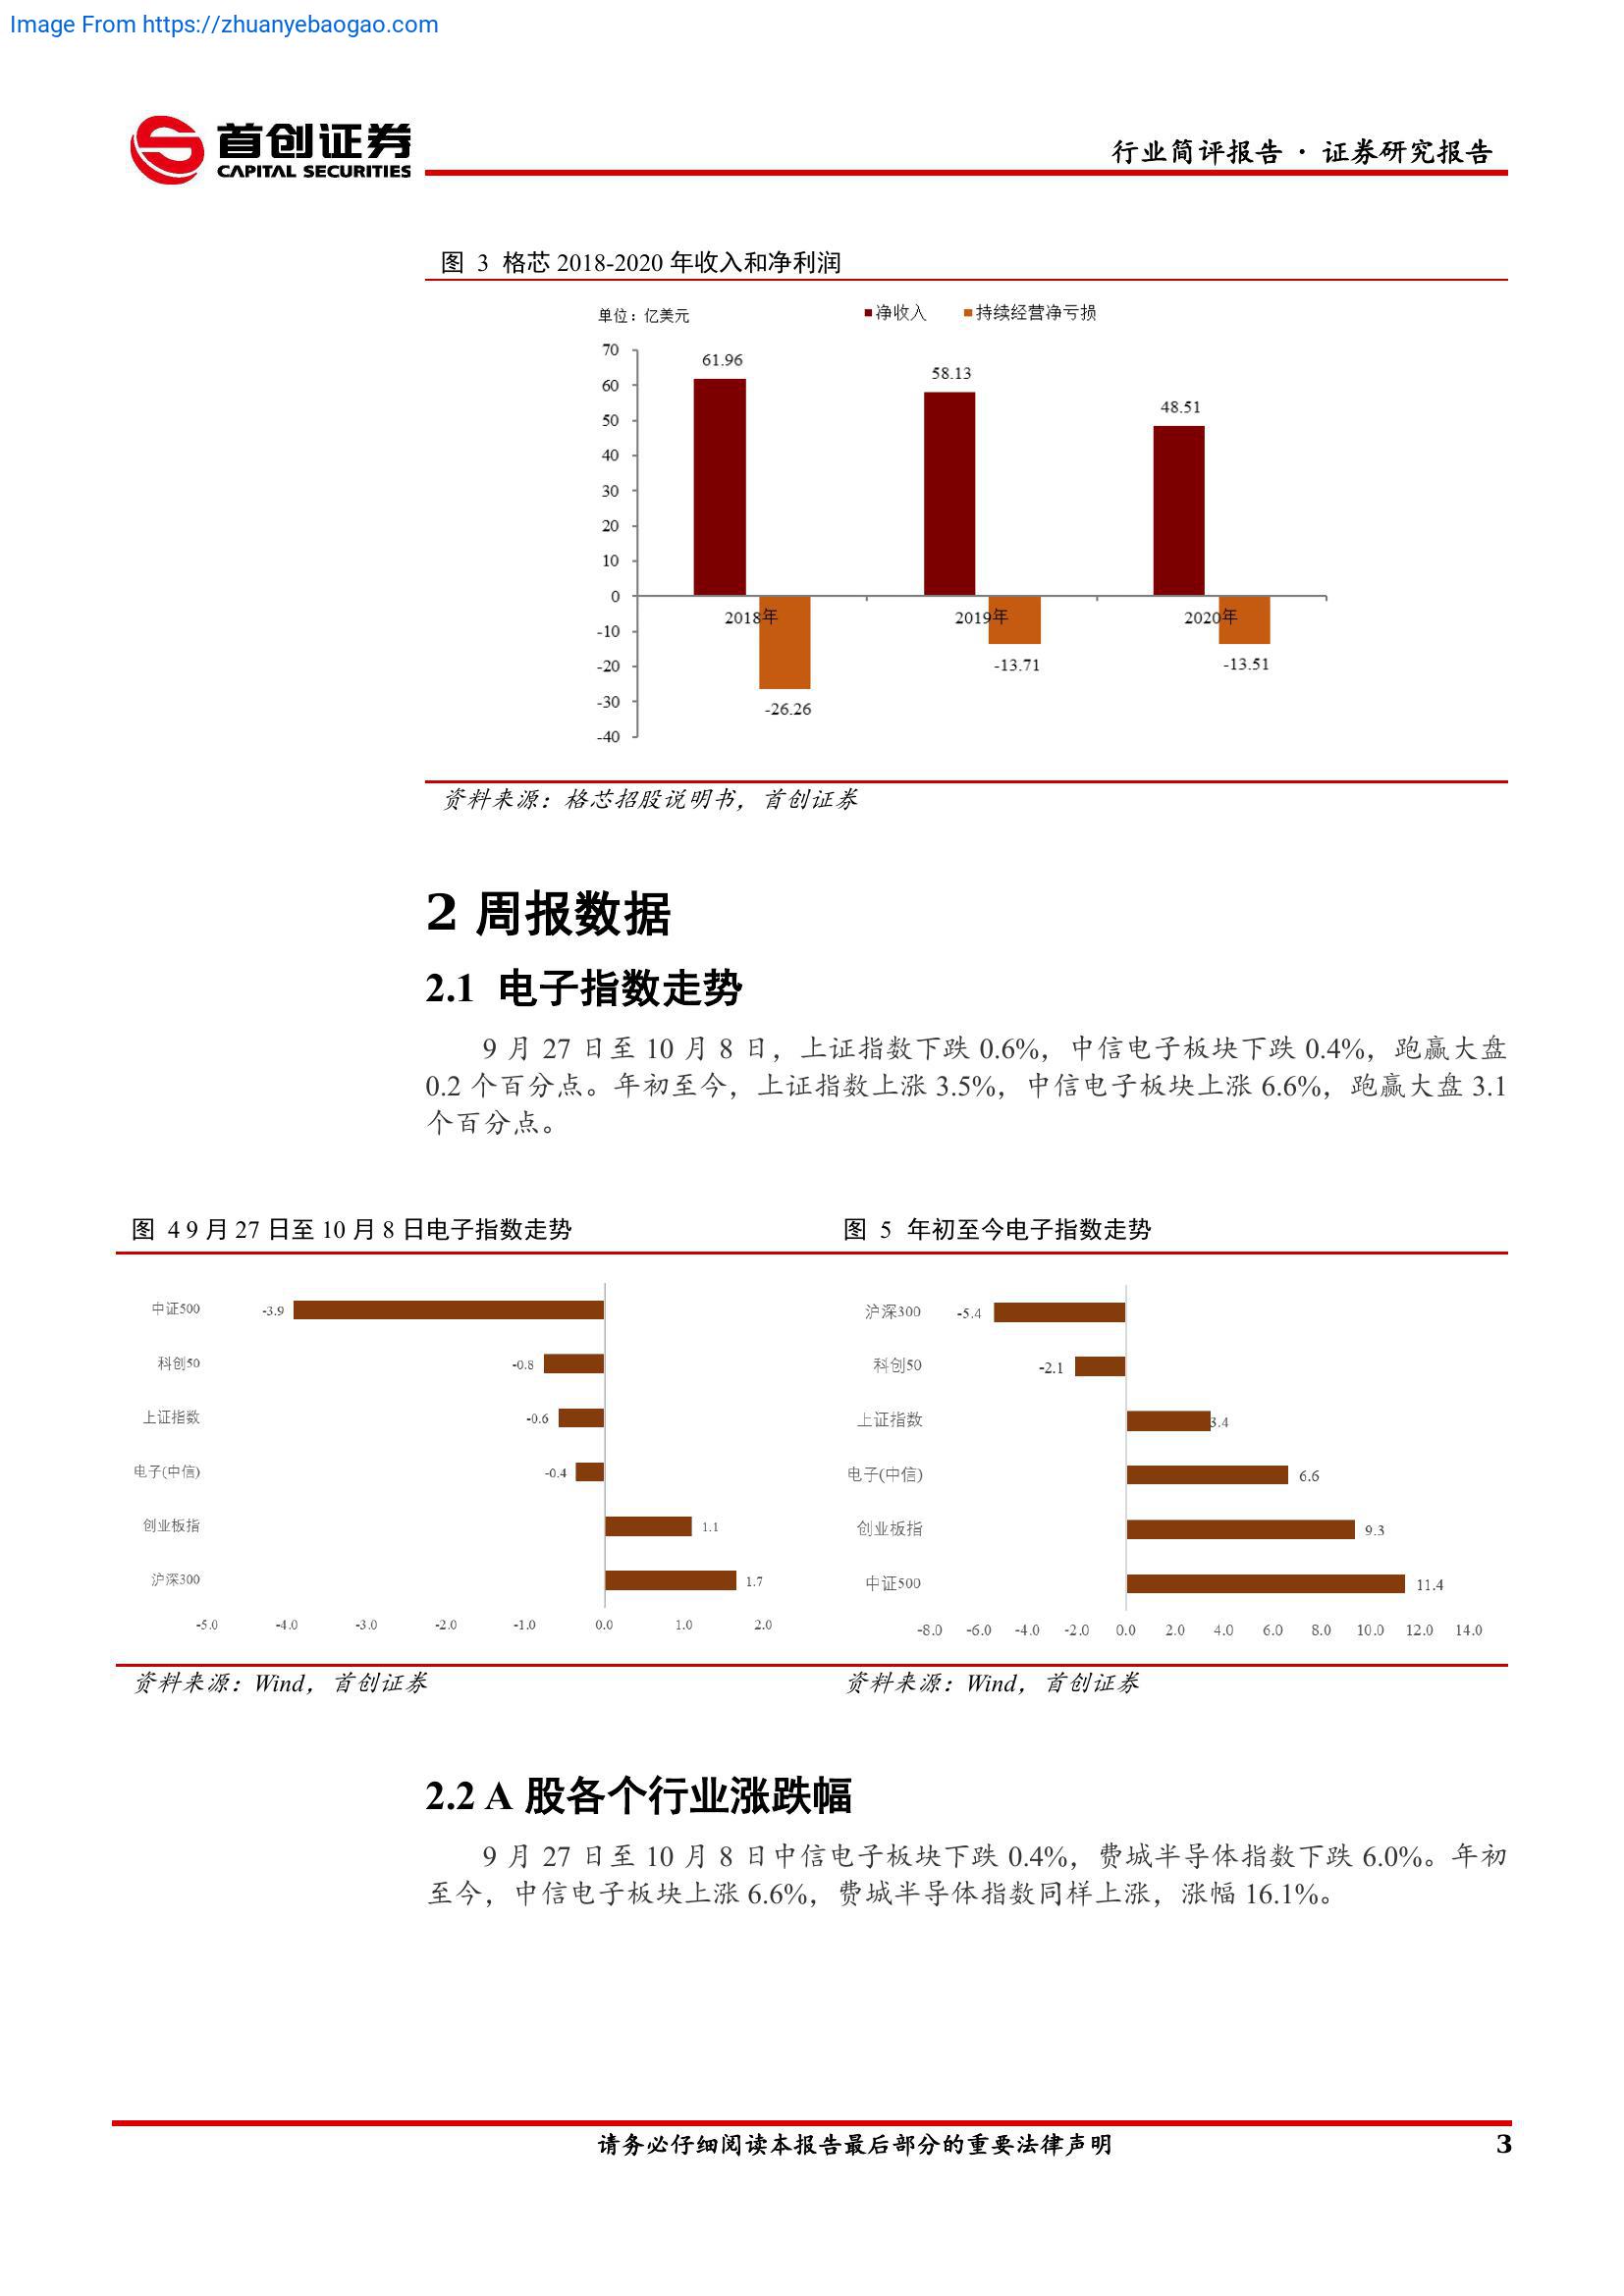 Image From https://zhuanyebaogao.com
首创证券
CAPITAL SECURITIES
行业简评报告 · 证券研究报告
图 3 格芯 2018-2020 年收入和净利润
单位：亿美元
净收入 持续经营净亏损
70
60
50
40
30
20
10
0
-10
-20
-30
-40
61.96
58.13
48.51
2018年 2019年 2020年
-26.26
-13.71
-13.51
资料来源：格芯招股说明书，首创证券
2 周报数据
2.1 电子指数走势
9 月 27 日至 10 月 8 日，上证指数下跌 0.6%，中信电子板块下跌 0.4%，跑赢大盘
0.2 个百分点。年初至今，上证指数上涨 3.5%，中信电子板块上涨 6.6%，跑赢大盘 3.1
个百分点。
图 4 9 月 27 日至 10 月 8 日电子指数走势
中证500 -3.9
科创50 -0.8
上证指数 -0.6
电子(中信) -0.4
创业板指 1.1
沪深300 1.7
-5.0 -4.0 -3.0 -2.0 -1.0 0.0 1.0 2.0
资料来源：Wind，首创证券
图 5 年初至今电子指数走势
沪深300 -5.4
科创50 -2.1
上证指数 3.4
电子(中信) 6.6
创业板指 9.3
中证500 11.4
-8.0 -6.0 -4.0 -2.0 0.0 2.0 4.0 6.0 8.0 10.0 12.0 14.0
资料来源：Wind，首创证券
2.2 A 股各个行业涨跌幅
9 月 27 日至 10 月 8 日中信电子板块下跌 0.4%，费城半导体指数下跌 6.0%。年初
至今，中信电子板块上涨 6.6%，费城半导体指数同样上涨，涨幅 16.1%。
请务必仔细阅读本报告最后部分的重要法律声明
3